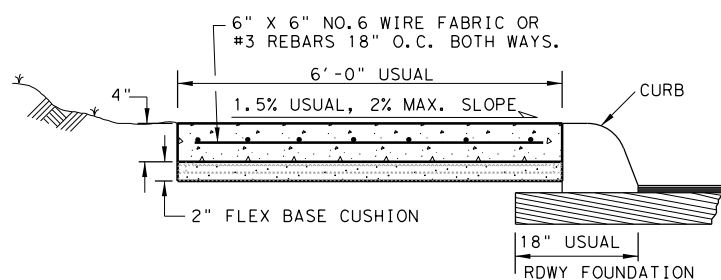 6" X 6" NO.6 WIRE FABRIC OR
#3 REBARS 18" O.C. BOTH WAYS.
6'-0" USUAL
4"
1.5% USUAL, 2% MAX. SLOPE
CURB
2" FLEX BASE CUSHION
18" USUAL
RDWY FOUNDATION